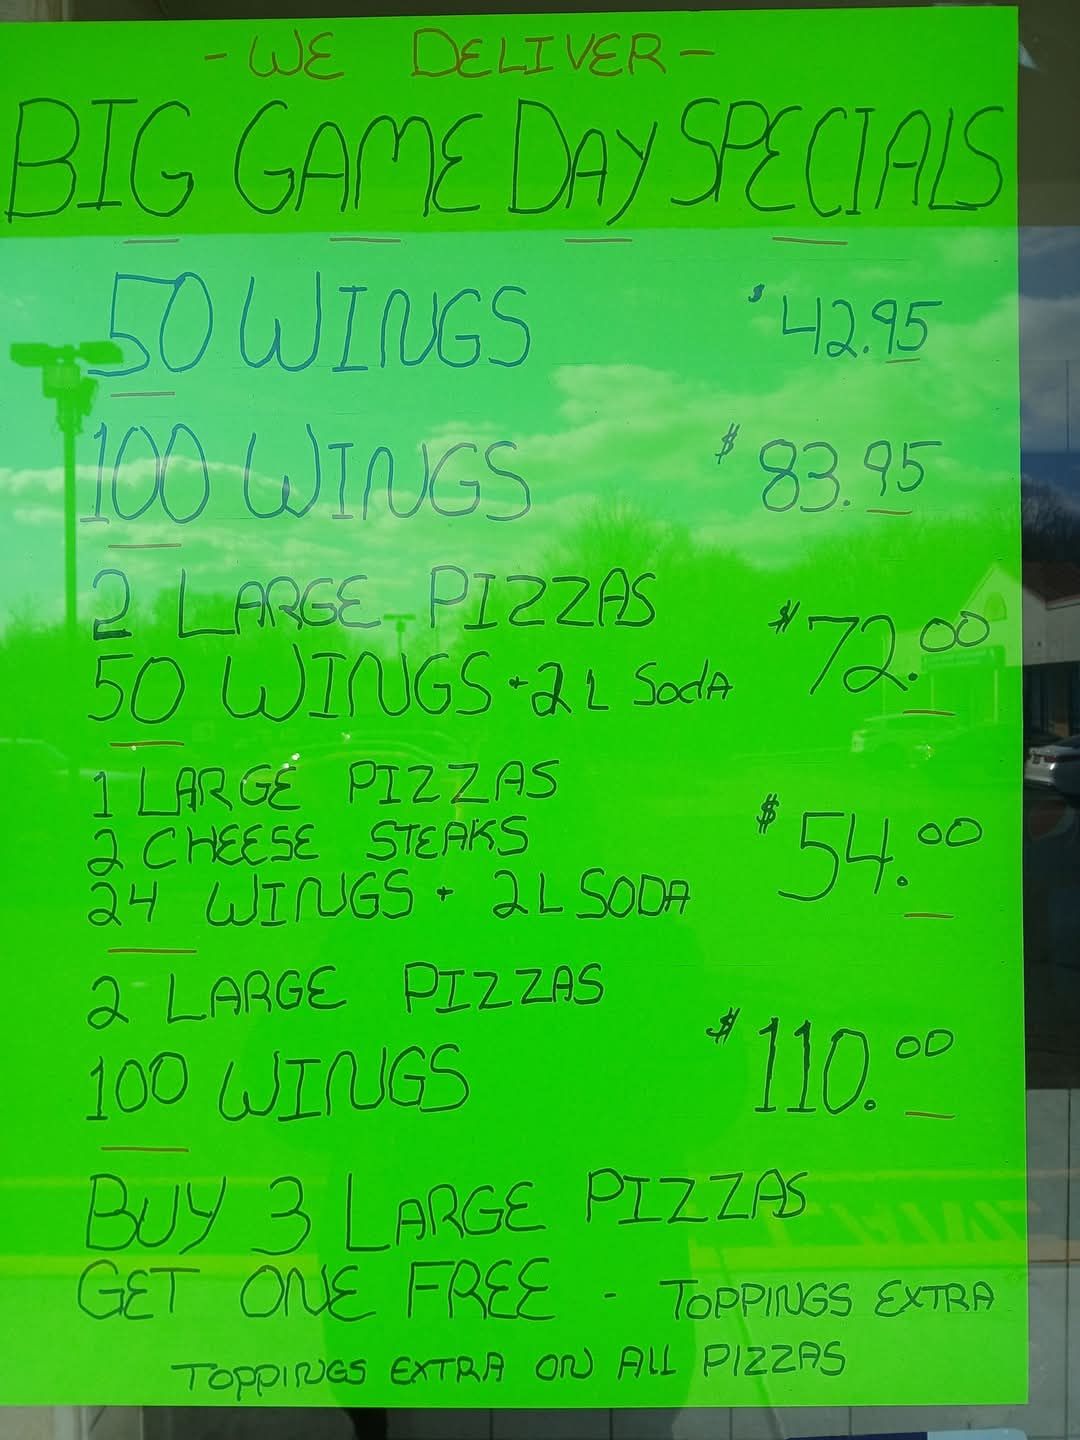 - WE DELIVER -
BIG GAME DAY SPECIALS
50 WINGS $42.95
100 WINGS $83.95
2 LARGE PIZZAS
50 WINGS + 2L SODA $72.00
1 LARGE PIZZAS
2 CHEESE STEAKS $54.00
24 WINGS + 2L SODA
2 LARGE PIZZAS
100 WINGS $110.00
BUY 3 LARGE PIZZAS
GET ONE FREE - TOPPINGS EXTRA
TOPPINGS EXTRA ON ALL PIZZAS